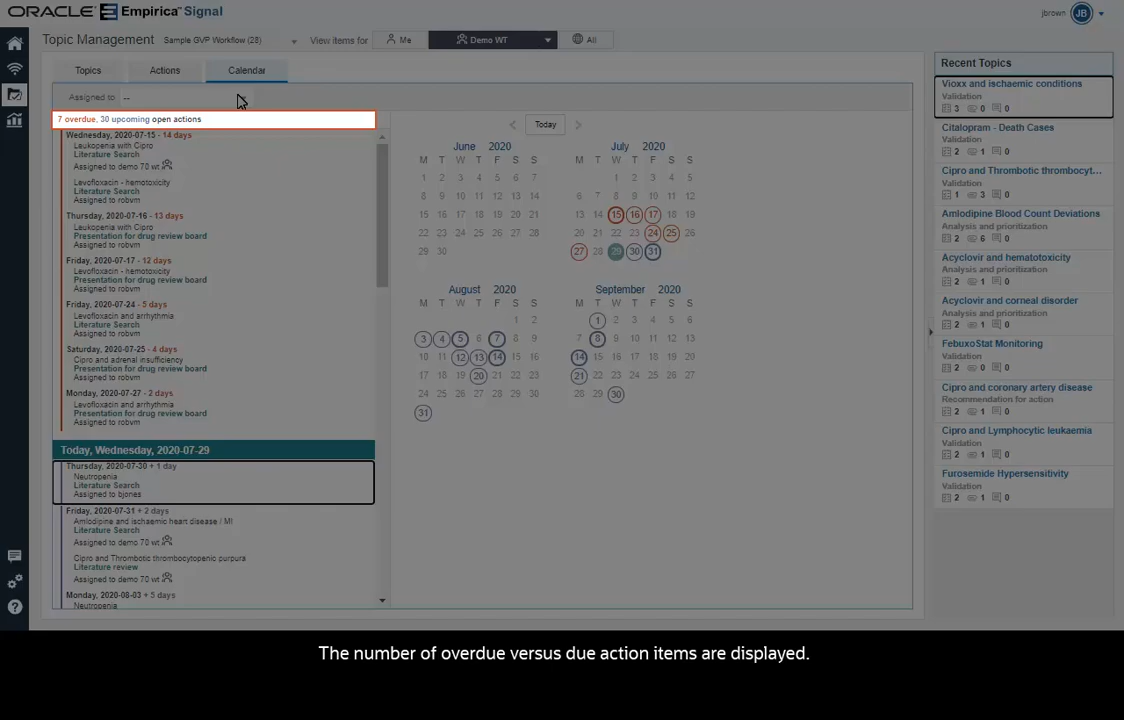 ORACLE Empirica Signal
jbrown JB
Topic Management Sample GVP Workflow (28) View items for Me Demo WT All
Topics Actions Calendar
Assigned to --
7 overdue, 30 upcoming open actions
Wednesday, 2020-07-15 - 14 days
Leukopenia with Cipro
Literature Search
Assigned to demo 70 wt
Levofloxacin - hemotoxicity
Literature Search
Assigned to robvm
Thursday, 2020-07-16 - 13 days
Leukopenia with Cipro
Presentation for drug review board
Assigned to robvm
Friday, 2020-07-17 - 12 days
Levofloxacin - hemotoxicity
Presentation for drug review board
Assigned to robvm
Friday, 2020-07-24 - 5 days
Levofloxacin and arrhythmia
Literature Search
Assigned to robvm
Saturday, 2020-07-25 - 4 days
Cipro and adrenal insufficiency
Presentation for drug review board
Assigned to robvm
Monday, 2020-07-27 - 2 days
Levofloxacin and arrhythmia
Presentation for drug review board
Assigned to robvm
Today, Wednesday, 2020-07-29
Thursday, 2020-07-30 + 1 day
Neutropenia
Literature Search
Assigned to bjones
Friday, 2020-07-31 + 2 days
Amlodipine and ischaemic heart disease / MI
Literature Search
Assigned to demo 70 wt
Cipro and Thrombotic thrombocytopenic purpura
Literature review
Assigned to demo 70 wt
Monday, 2020-08-03 + 5 days
Neutropenia
Today
June 2020
M T W T F S S
1 2 3 4 5 6 7
8 9 10 11 12 13 14
15 16 17 18 19 20 21
22 23 24 25 26 27 28
29 30
July 2020
M T W T F S S
1 2 3 4 5
6 7 8 9 10 11 12
13 14 15 16 17 18 19
20 21 22 23 24 25 26
27 28 29 30 31
August 2020
M T W T F S S
1 2
3 4 5 6 7 8 9
10 11 12 13 14 15 16
17 18 19 20 21 22 23
24 25 26 27 28 29 30
31
September 2020
M T W T F S S
1 2 3 4 5 6
7 8 9 10 11 12 13
14 15 16 17 18 19 20
21 22 23 24 25 26 27
28 29 30
Recent Topics
Vioxx and ischaemic conditions
Validation
3 0 0
Citalopram - Death Cases
Validation
2 1 0
Cipro and Thrombotic thrombocyt...
Validation
1 3 0
Amlodipine Blood Count Deviations
Analysis and prioritization
2 6 0
Acyclovir and hematotoxicity
Analysis and prioritization
2 1 0
Acyclovir and corneal disorder
Analysis and prioritization
2 1 0
FebuxoStat Monitoring
Validation
2 0 0
Cipro and coronary artery disease
Recommendation for action
2 1 0
Cipro and Lymphocytic leukaemia
Validation
2 1 0
Furosemide Hypersensitivity
Validation
2 1 0
The number of overdue versus due action items are displayed.